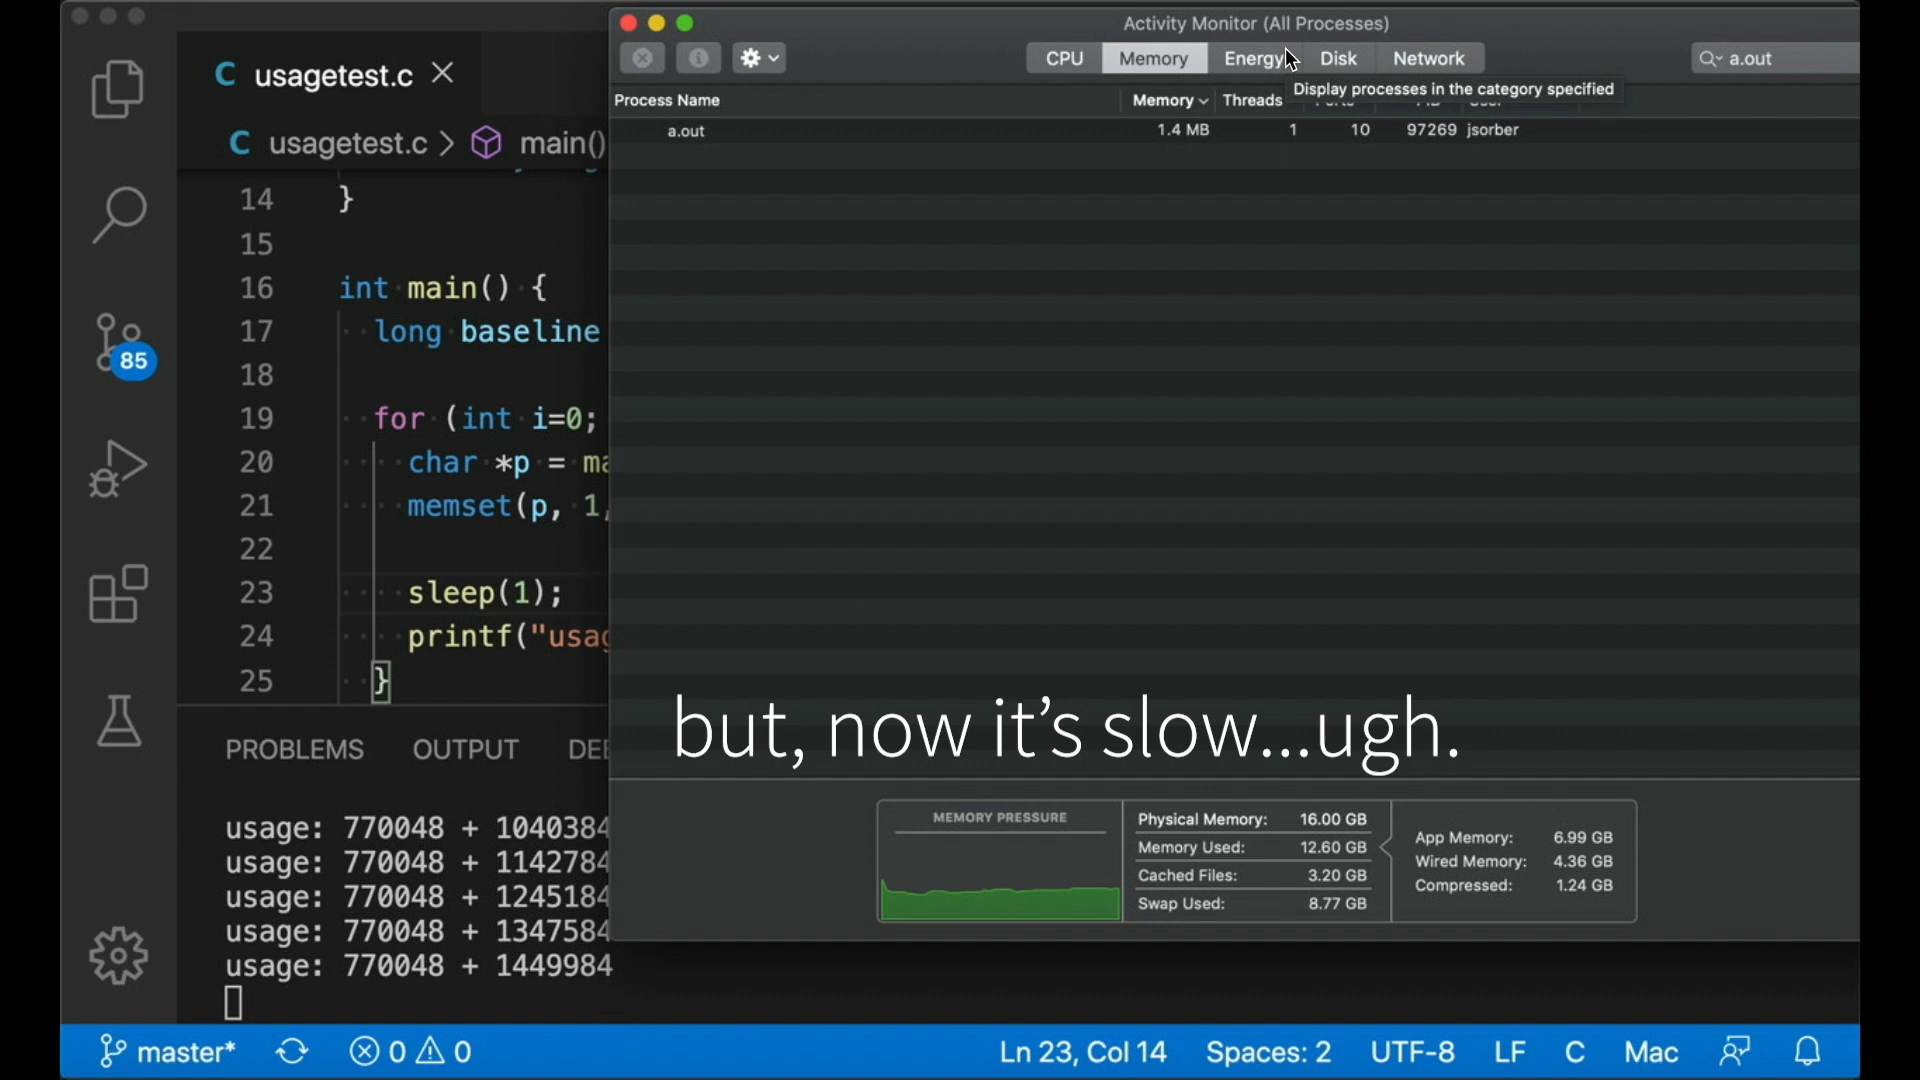 Activity Monitor (All Processes)
CPU Memory Energy Disk Network
a.out
Display processes in the category specified
Process Name Memory Threads
a.out 1.4 MB 1 10 97269 jsorber
C usagetest.c
C usagetest.c > main()
14 }
15
16 int main() {
17 long baseline
18
19 for (int i=0;
20 char *p = ma
21 memset(p, 1,
22
23 sleep(1);
24 printf("usag
25 }
85
but, now it's slow...ugh.
PROBLEMS OUTPUT DE
usage: 770048 + 1040384
usage: 770048 + 1142784
usage: 770048 + 1245184
usage: 770048 + 1347584
usage: 770048 + 1449984
MEMORY PRESSURE
Physical Memory: 16.00 GB
Memory Used: 12.60 GB
Cached Files: 3.20 GB
Swap Used: 8.77 GB
App Memory: 6.99 GB
Wired Memory: 4.36 GB
Compressed: 1.24 GB
master* 0 0 Ln 23, Col 14 Spaces: 2 UTF-8 LF C Mac